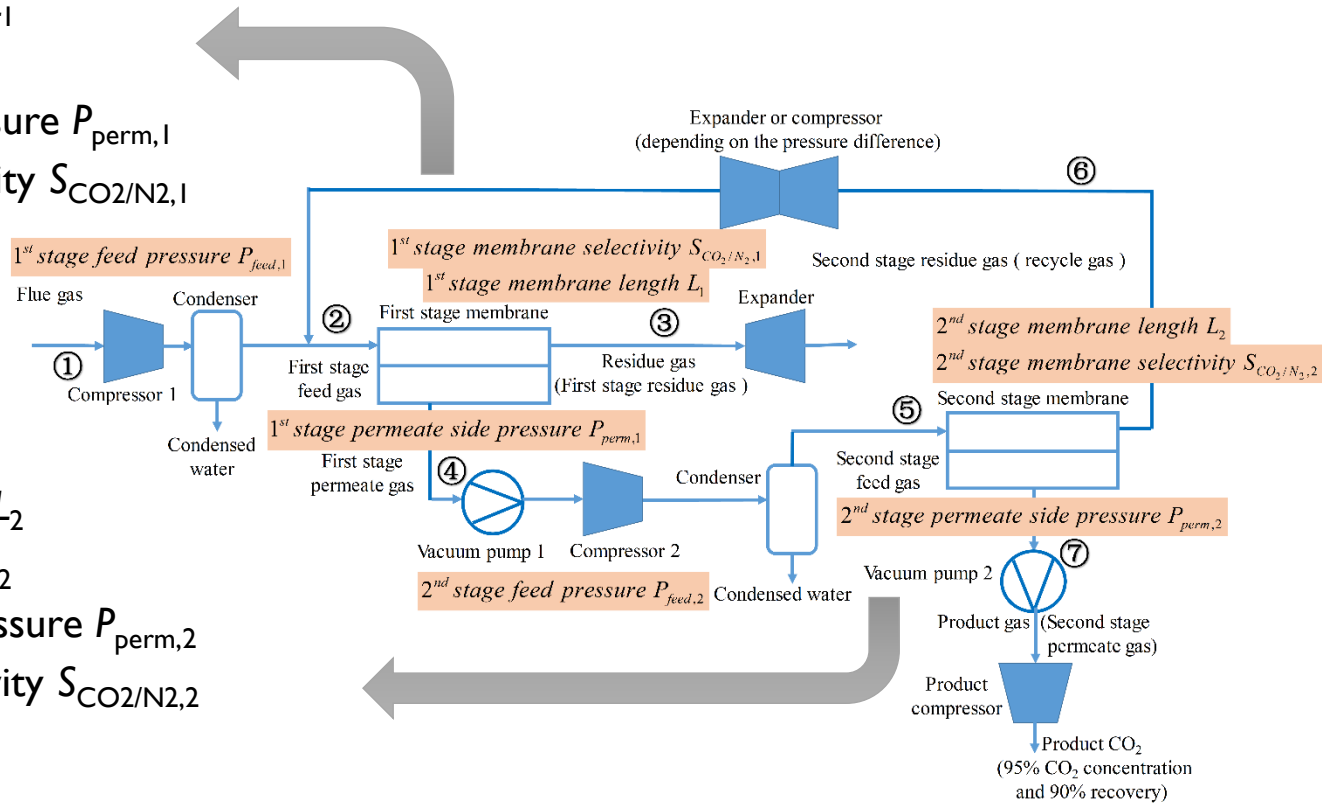 sure P_perm,1
ity S_CO2/N2,1
Expander or compressor
(depending on the pressure difference)
⑥
1st stage feed pressure P_feed,1
1st stage membrane selectivity S_CO₂/N₂,1
1st stage membrane length L₁
Second stage residue gas ( recycle gas )
Flue gas
Condenser
②
First stage membrane
③
Expander
①
Compressor 1
First stage
feed gas
Residue gas
(First stage residue gas )
2nd stage membrane length L₂
2nd stage membrane selectivity S_CO₂/N₂,2
Second stage membrane
⑤
Condensed
water
1st stage permeate side pressure P_perm,1
First stage
permeate gas
④
Condenser
Second stage
feed gas
2nd stage permeate side pressure P_perm,2
Vacuum pump 1
Compressor 2
2nd stage feed pressure P_feed,2
Condensed water
Vacuum pump 2
⑦
Product gas (Second stage
permeate gas)
ssure P_perm,2
vity S_CO2/N2,2
Product
compressor
Product CO₂
(95% CO₂ concentration
and 90% recovery)